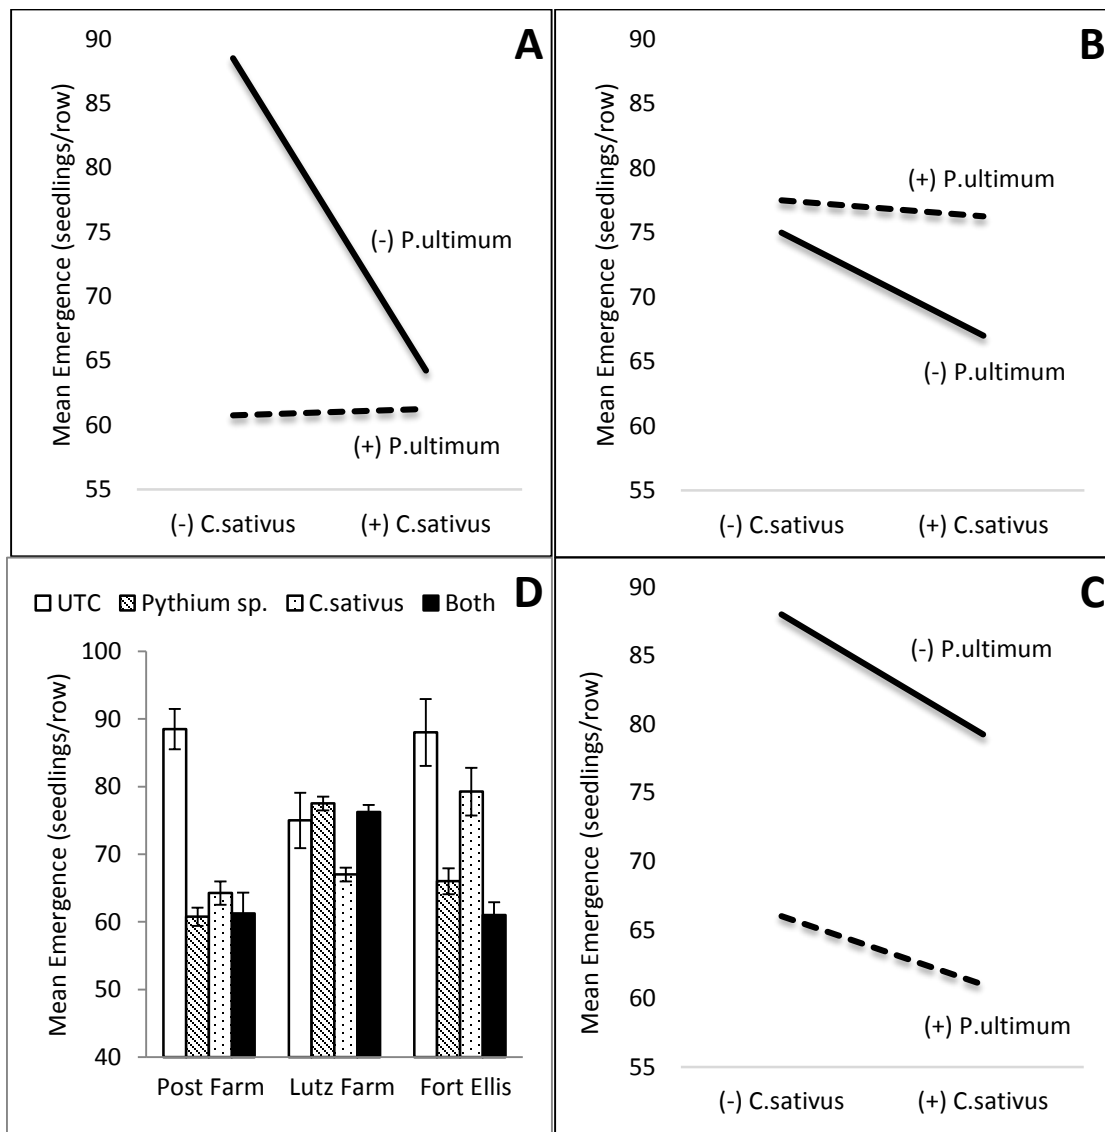 A
Mean Emergence (seedlings/row)
90
85
80
75
70
65
60
55
(-) P.ultimum
(+) P.ultimum
(-) C.sativus
(+) C.sativus
B
Mean Emergence (seedlings/row)
90
85
80
75
70
65
60
55
(+) P.ultimum
(-) P.ultimum
(-) C.sativus
(+) C.sativus
D
UTC
Pythium sp.
C.sativus
Both
Mean Emergence (seedlings/row)
100
90
80
70
60
50
40
Post Farm
Lutz Farm
Fort Ellis
C
Mean Emergence (seedlings/row)
90
85
80
75
70
65
60
55
(-) P.ultimum
(+) P.ultimum
(-) C.sativus
(+) C.sativus